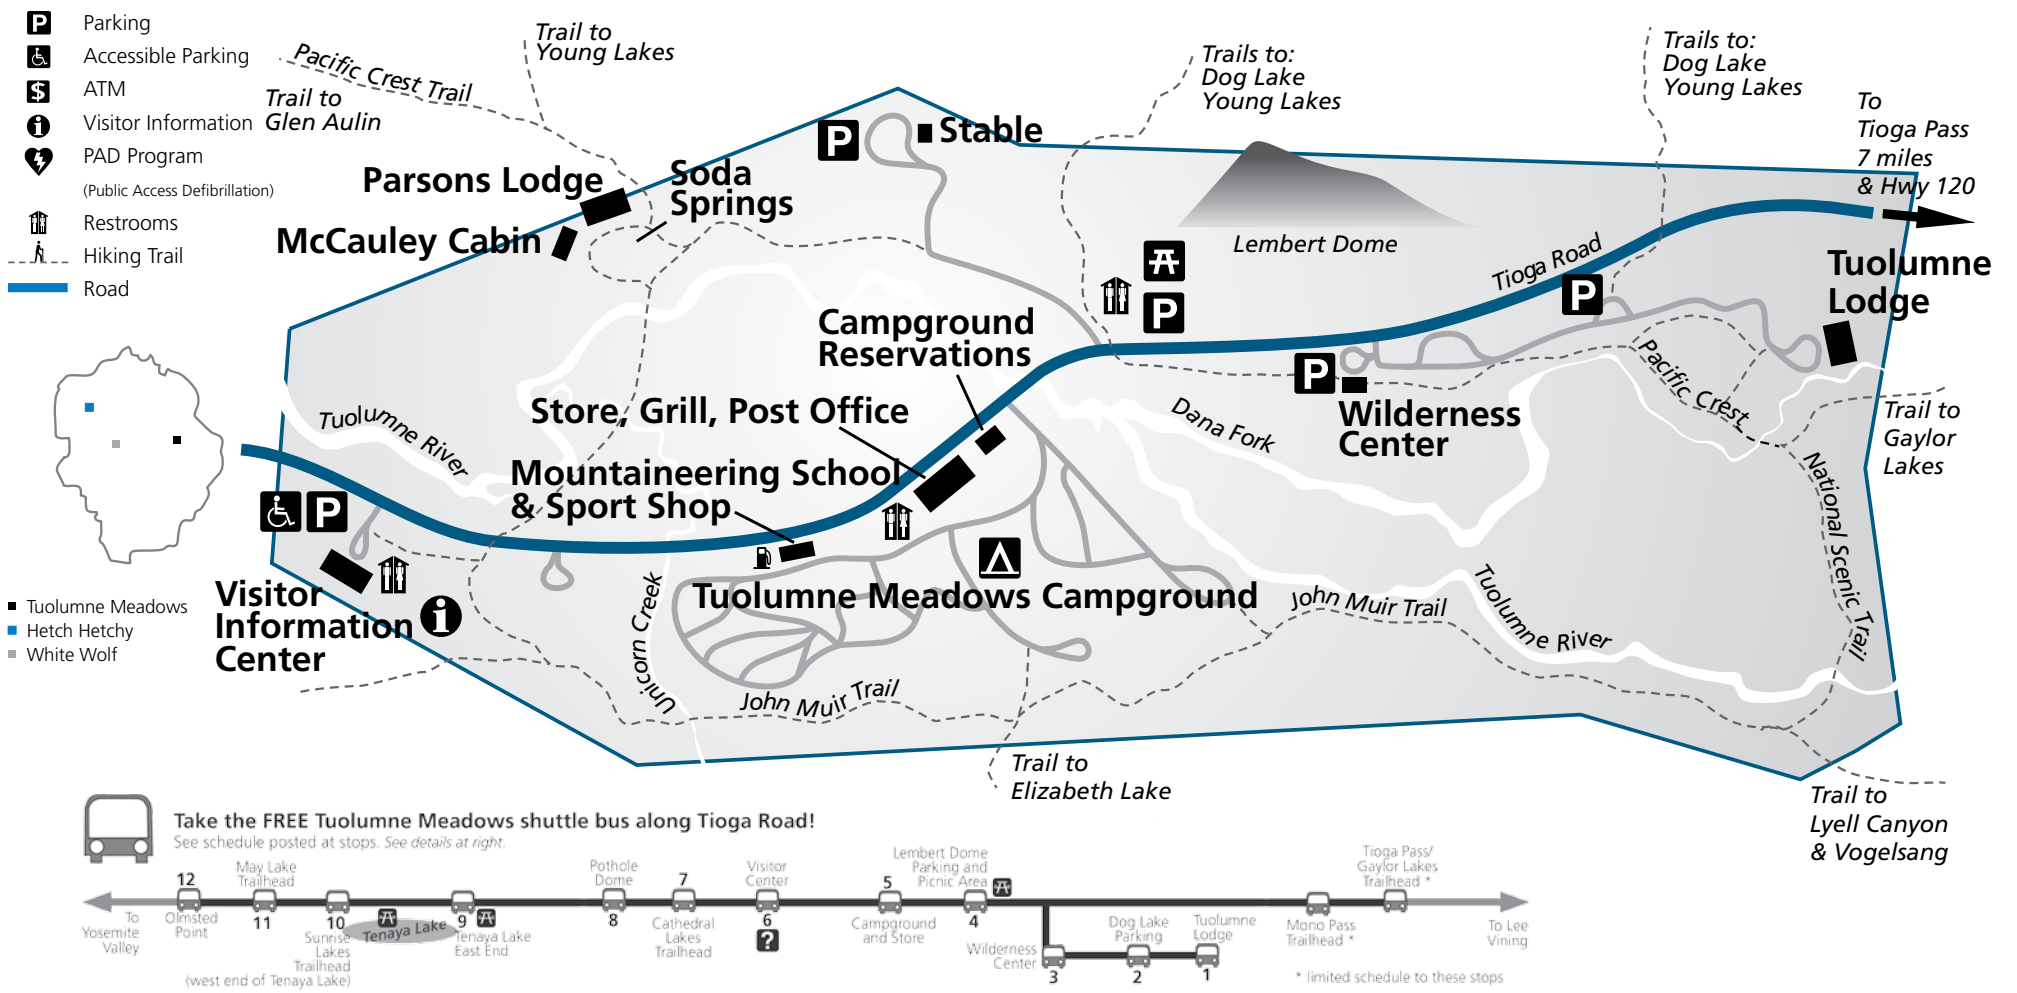 P Parking
Accessible Parking
$ ATM
i Visitor Information
PAD Program
(Public Access Defibrillation)
Restrooms
Hiking Trail
Road
Pacific Crest Trail
Trail to
Glen Aulin
Trail to
Young Lakes
Trails to:
Dog Lake
Young Lakes
Trails to:
Dog Lake
Young Lakes
To
Tioga Pass
7 miles
& Hwy 120
P
Stable
Parsons Lodge
Soda
Springs
McCauley Cabin
Lembert Dome
P
Tioga Road
P
Tuolumne
Lodge
Campground
Reservations
P
Wilderness
Center
Pacific Crest
National Scenic Trail
Trail to
Gaylor
Lakes
Store, Grill, Post Office
Dana Fork
Tuolumne River
Mountaineering School
& Sport Shop
P
Visitor
Information
Center
i
Unicorn Creek
Tuolumne Meadows Campground
John Muir Trail
Tuolumne River
John Muir Trail
Trail to
Elizabeth Lake
Trail to
Lyell Canyon
& Vogelsang
Tuolumne Meadows
Hetch Hetchy
White Wolf
Take the FREE Tuolumne Meadows shuttle bus along Tioga Road!
See schedule posted at stops. See details at right.
To
Yosemite
Valley
12
Olmsted
Point
May Lake
Trailhead
11
10
Sunrise
Lakes
Trailhead
(west end of Tenaya Lake)
Tenaya Lake
9
Tenaya Lake
East End
Pothole
Dome
8
7
Cathedral
Lakes
Trailhead
Visitor
Center
6
?
5
Campground
and Store
Lembert Dome
Parking and
Picnic Area
4
Wilderness
Center
3
Dog Lake
Parking
2
Tuolumne
Lodge
1
Mono Pass
Trailhead *
Tioga Pass/
Gaylor Lakes
Trailhead *
To Lee
Vining
* limited schedule to these stops